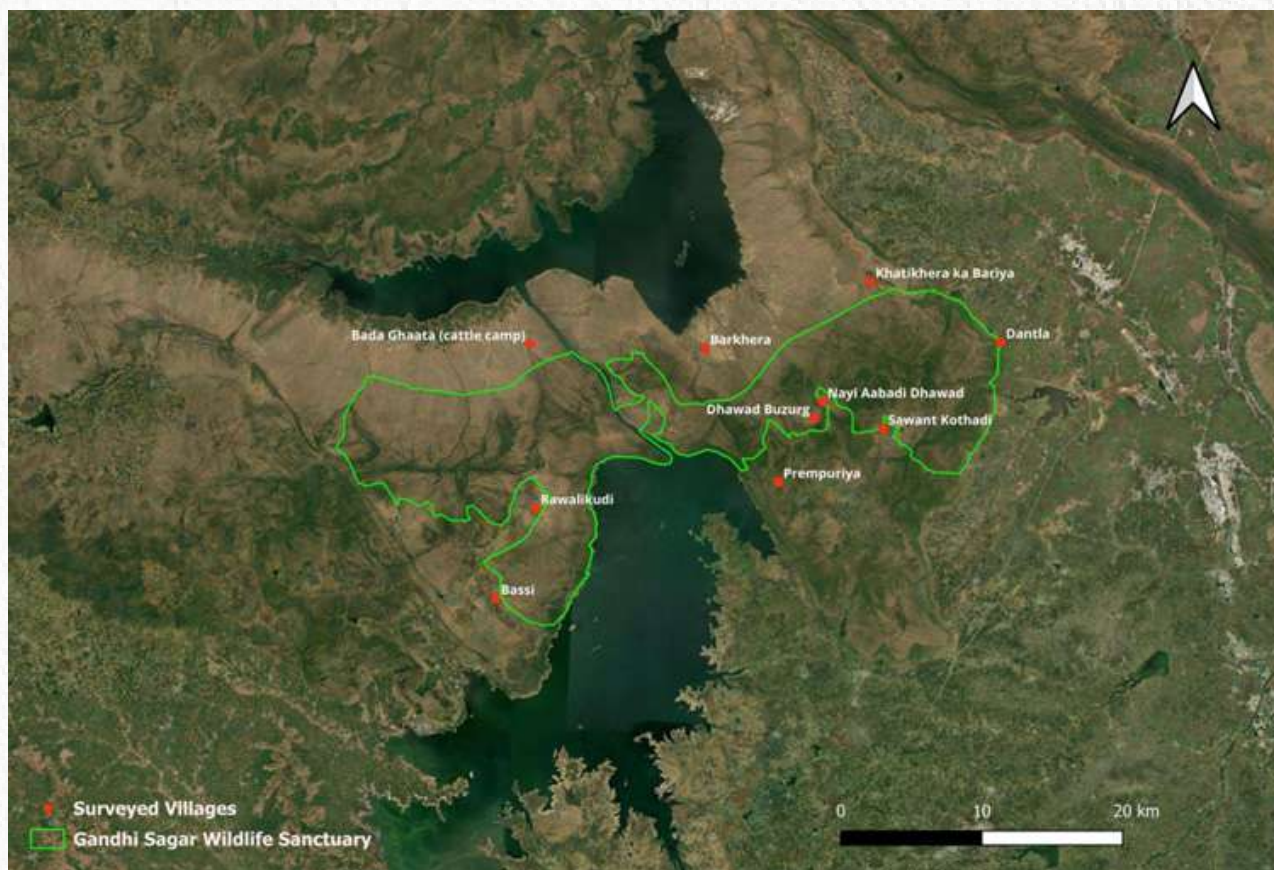 Khatikhera ka Bariya
Bada Ghaata (cattle camp)
Barkhera
Dantla
Nayi Aabadi Dhawad
Dhawad Buzurg
Sawant Kothadi
Prempuriya
Rawalikudi
Bassi
Surveyed Villages
Gandhi Sagar Wildlife Sanctuary
0 10 20 km